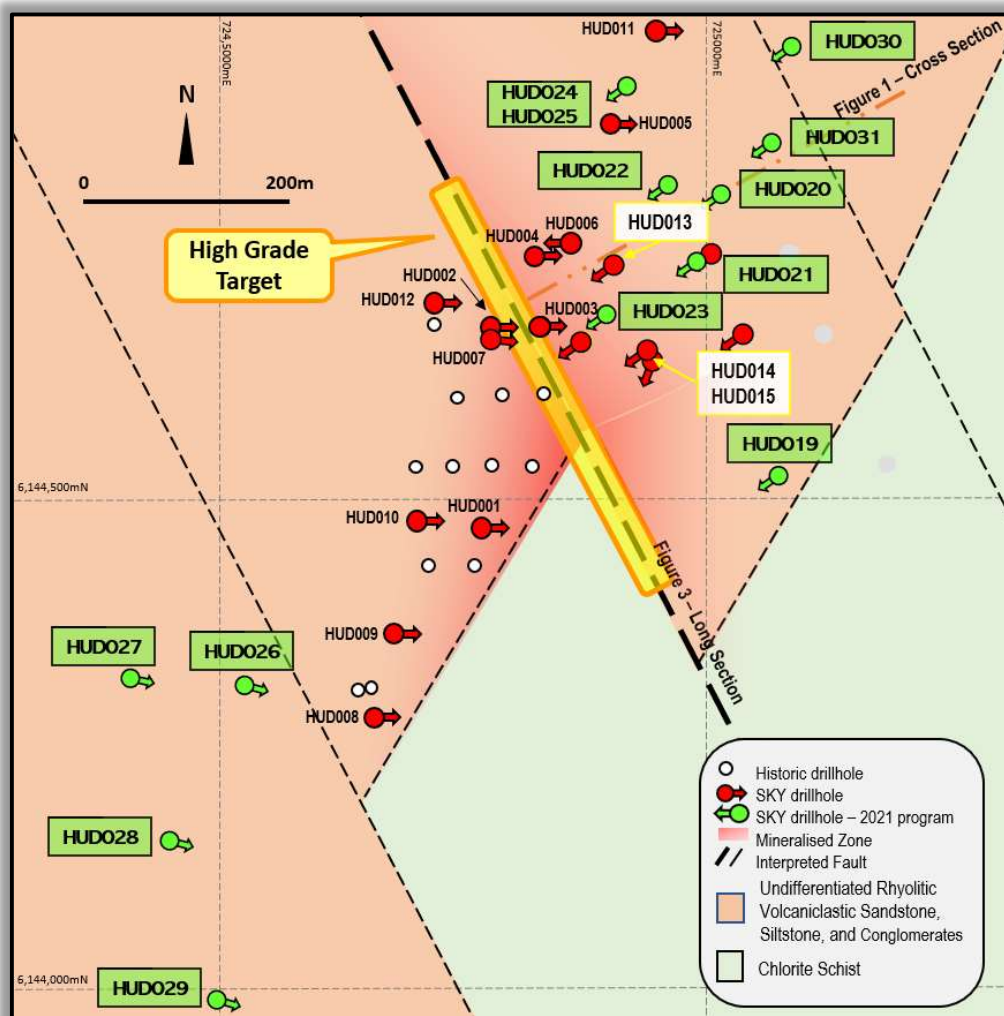 HUD011
724,5000mE
725000mE
HUD030
Figure 1 – Cross Section
N
HUD024
HUD025
HUD005
HUD031
0 200m
HUD022
HUD020
HUD013
HUD006
HUD004
High Grade
Target
HUD002
HUD021
HUD012
HUD003
HUD023
HUD007
HUD014
HUD015
HUD019
6,144,500mN
HUD010
HUD001
Figure 3 – Long Section
HUD009
HUD027
HUD026
HUD008
HUD028
6,144,000mN
HUD029
Historic drillhole
SKY drillhole
SKY drillhole – 2021 program
Mineralised Zone
Interpreted Fault
Undifferentiated Rhyolitic
Volcaniclastic Sandstone,
Siltstone, and Conglomerates
Chlorite Schist